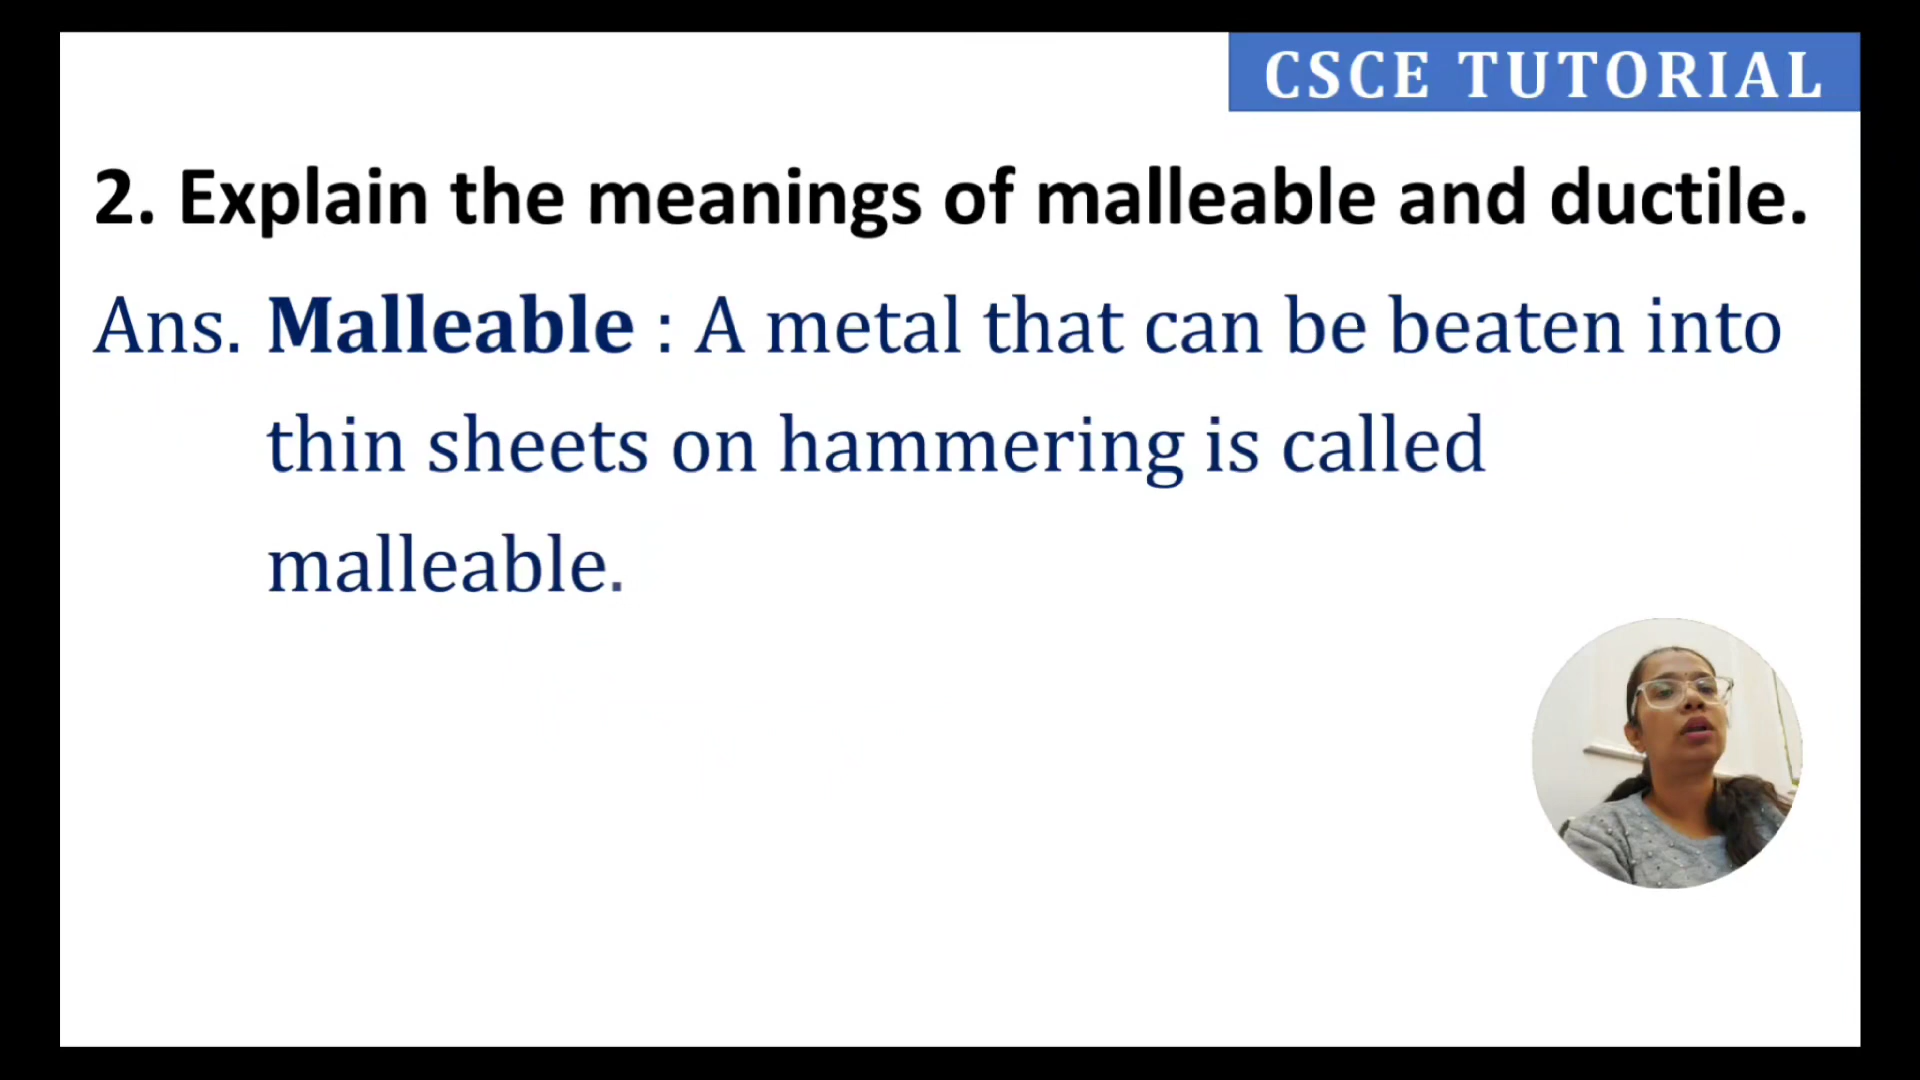 CSCE TUTORIAL
2. Explain the meanings of malleable and ductile.
Ans. Malleable : A metal that can be beaten into
thin sheets on hammering is called
malleable.